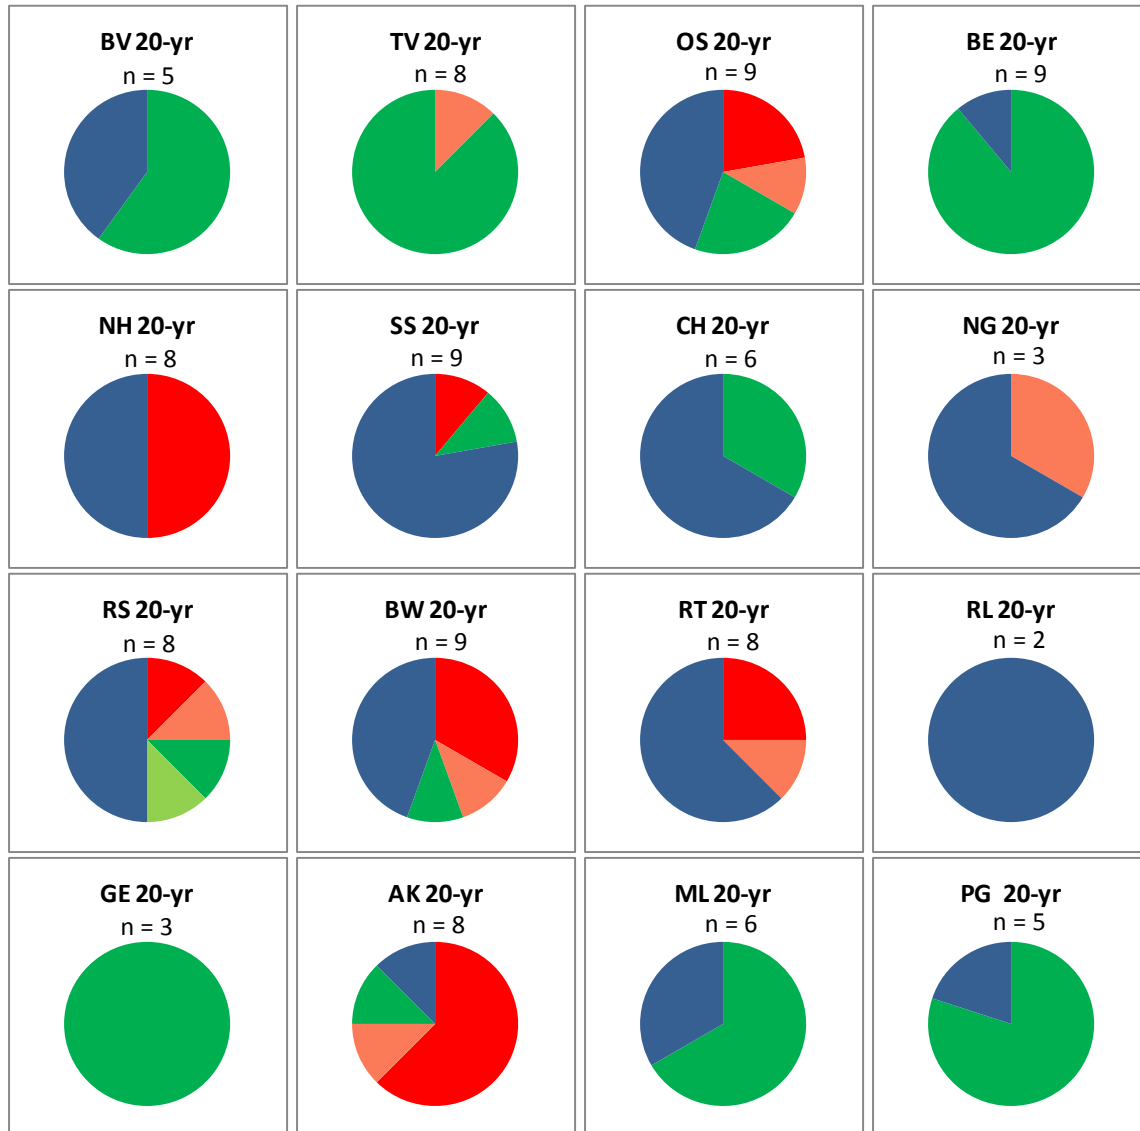 BV 20-yr
n = 5
TV 20-yr
n = 8
OS 20-yr
n = 9
BE 20-yr
n = 9
NH 20-yr
n = 8
SS 20-yr
n = 9
CH 20-yr
n = 6
NG 20-yr
n = 3
RS 20-yr
n = 8
BW 20-yr
n = 9
RT 20-yr
n = 8
RL 20-yr
n = 2
GE 20-yr
n = 3
AK 20-yr
n = 8
ML 20-yr
n = 6
PG 20-yr
n = 5